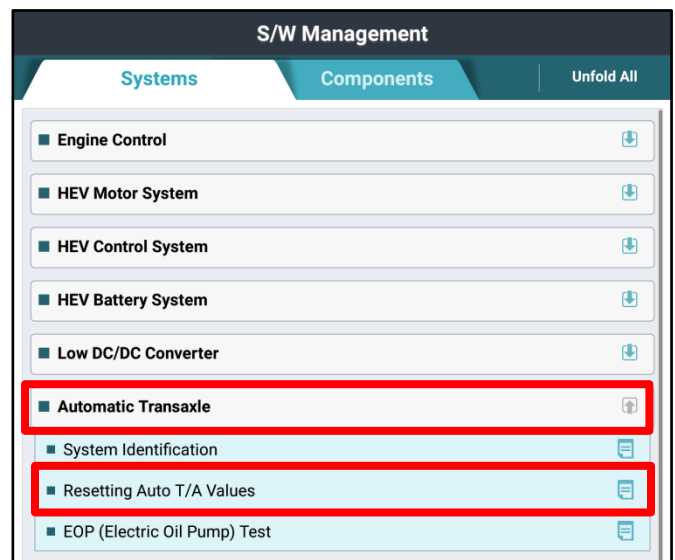 S/W Management
Systems Components Unfold All
Engine Control
HEV Motor System
HEV Control System
HEV Battery System
Low DC/DC Converter
Automatic Transaxle
System Identification
Resetting Auto T/A Values
EOP (Electric Oil Pump) Test